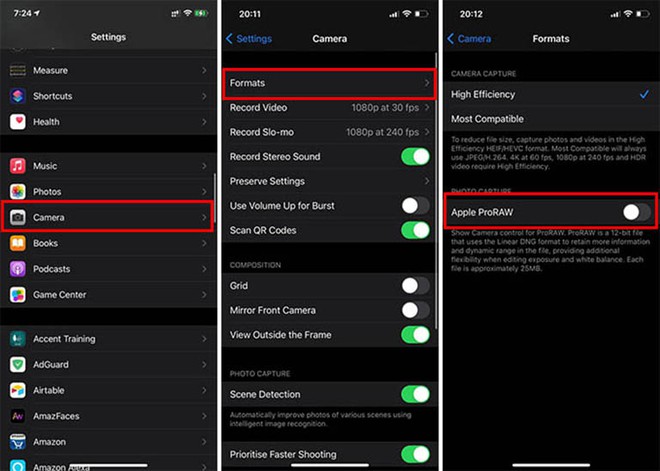 7:24
Settings
Measure
Shortcuts
Health
Music
Photos
Camera
Books
Podcasts
Game Center
Accent Training
AdGuard
Airtable
AmazFaces
Amazon
Amazon Alexa
20:11
Settings
Camera
Formats
Record Video 1080p at 30 fps
Record Slo-mo 1080p at 240 fps
Record Stereo Sound
Preserve Settings
Use Volume Up for Burst
Scan QR Codes
COMPOSITION
Grid
Mirror Front Camera
View Outside the Frame
PHOTO CAPTURE
Scene Detection
Automatically improve photos of various scenes using
intelligent image recognition.
Prioritise Faster Shooting
20:12
Camera
Formats
CAMERA CAPTURE
High Efficiency
Most Compatible
To reduce file size, capture photos and videos in the High
Efficiency HEIF/HEVC format. Most Compatible will always
use JPEG/H.264. 4K at 60 fps, 1080p at 240 fps and HDR
video require High Efficiency.
PHOTO CAPTURE
Apple ProRAW
Show Camera control for ProRAW. ProRAW is a 12-bit file
that uses the Linear DNG format to retain more information
and dynamic range in the file, providing additional
flexibility when editing exposure and white balance. Each
file is approximately 25MB.